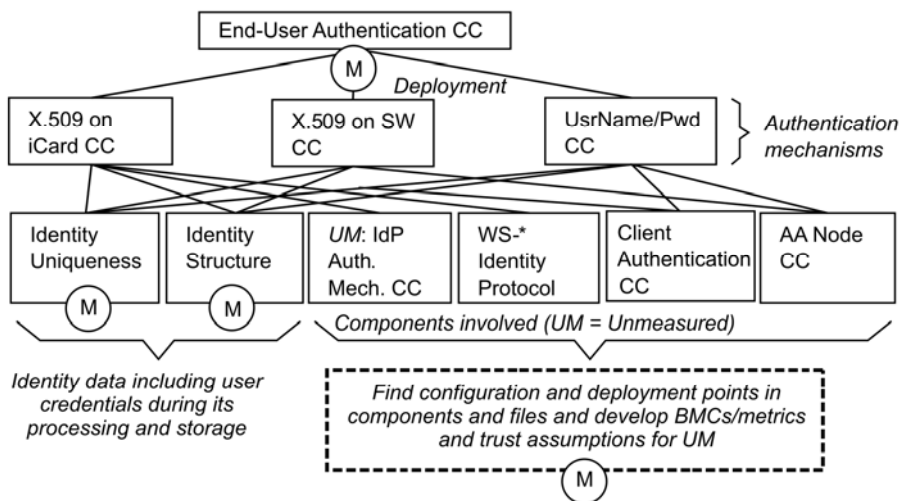 End-User Authentication CC
M
Deployment
X.509 on
iCard CC
X.509 on SW
CC
UsrName/Pwd
CC
Authentication
mechanisms
Identity
Uniqueness
M
Identity
Structure
M
UM: IdP
Auth.
Mech. CC
WS-*
Identity
Protocol
Client
Authentication
CC
AA Node
CC
Components involved (UM = Unmeasured)
Identity data including user
credentials during its
processing and storage
Find configuration and deployment points in
components and files and develop BMCs/metrics
and trust assumptions for UM
M